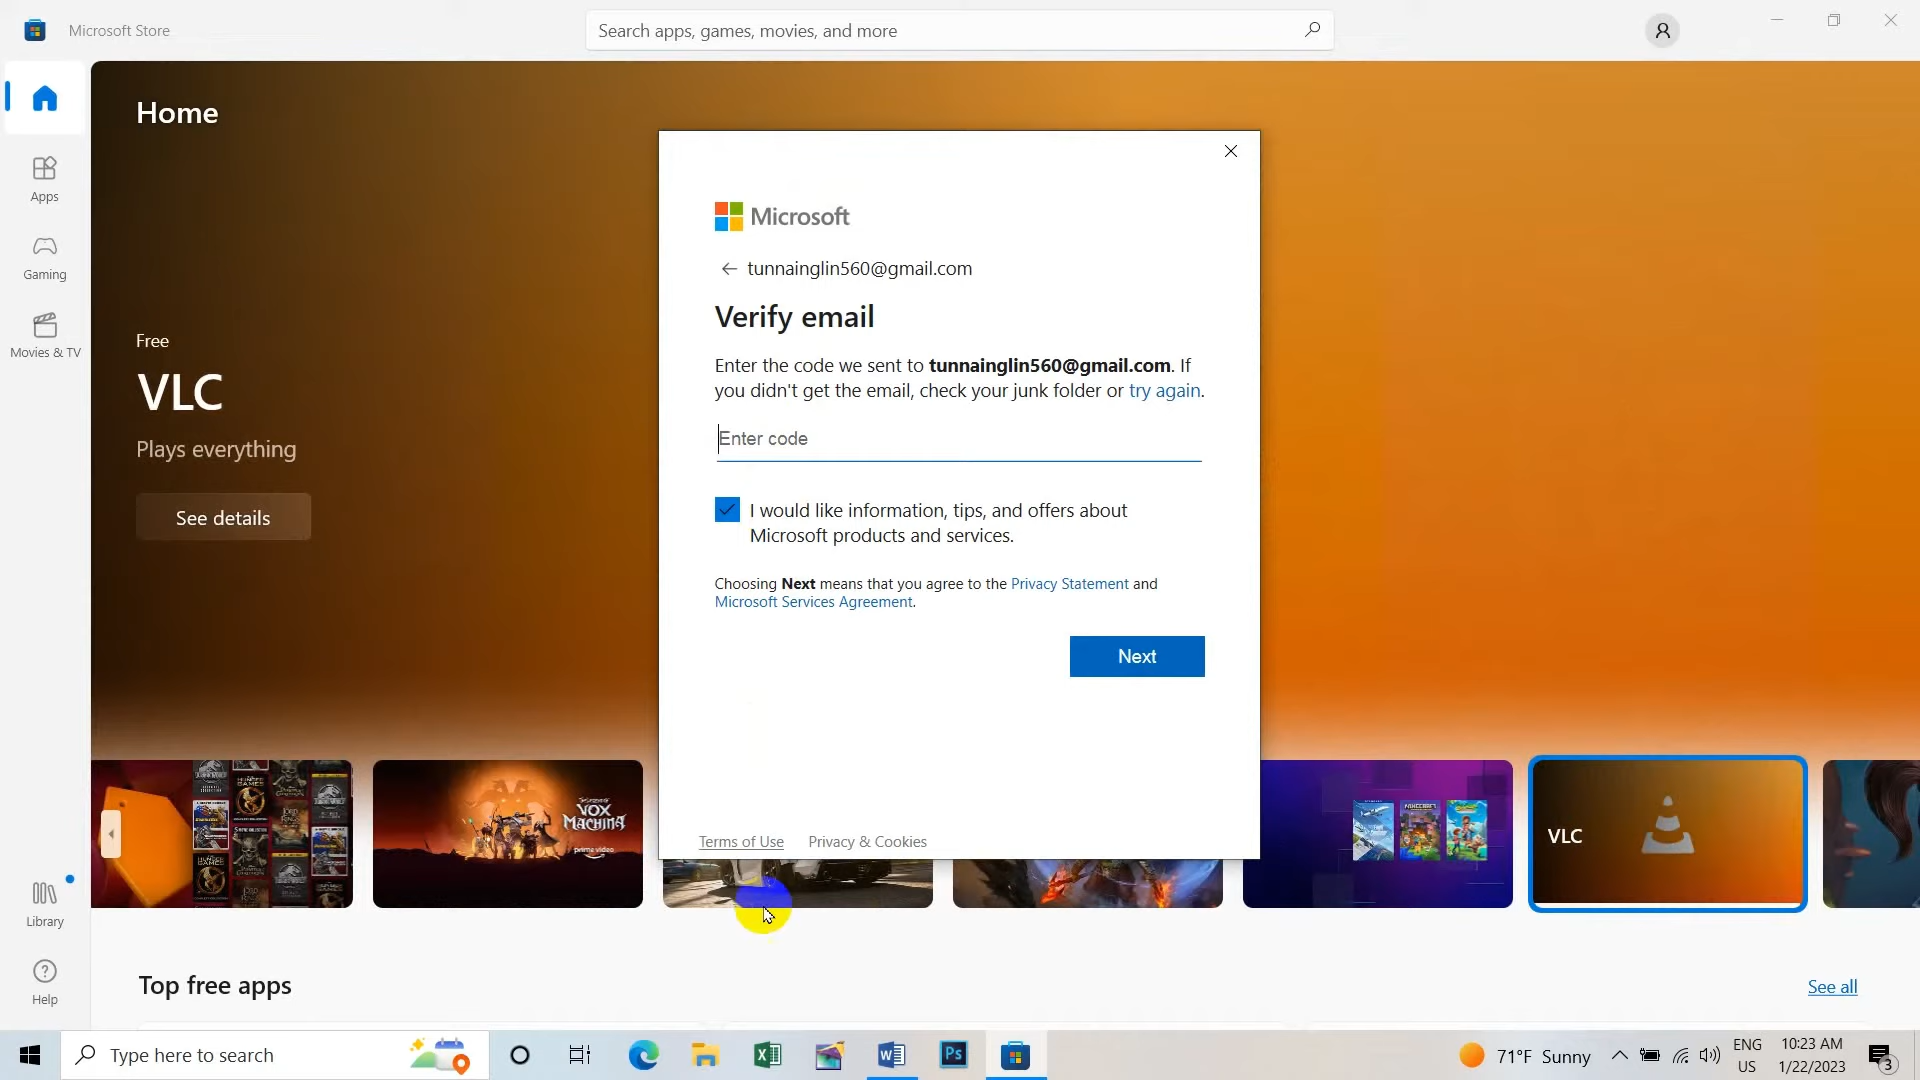 Microsoft Store
Search apps, games, movies, and more
Home
Apps
Gaming
Movies & TV
Free
VLC
Plays everything
See details
Microsoft
tunnainglin560@gmail.com
Verify email
Enter the code we sent to tunnainglin560@gmail.com. If
you didn't get the email, check your junk folder or try again.
Enter code
I would like information, tips, and offers about
Microsoft products and services.
Choosing Next means that you agree to the Privacy Statement and
Microsoft Services Agreement.
Next
Terms of Use Privacy & Cookies
VOX
MACHINA
prime video
VLC
Library
Help
Top free apps
See all
Type here to search
Ps
71°F Sunny
ENG
US
10:23 AM
1/22/2023
3